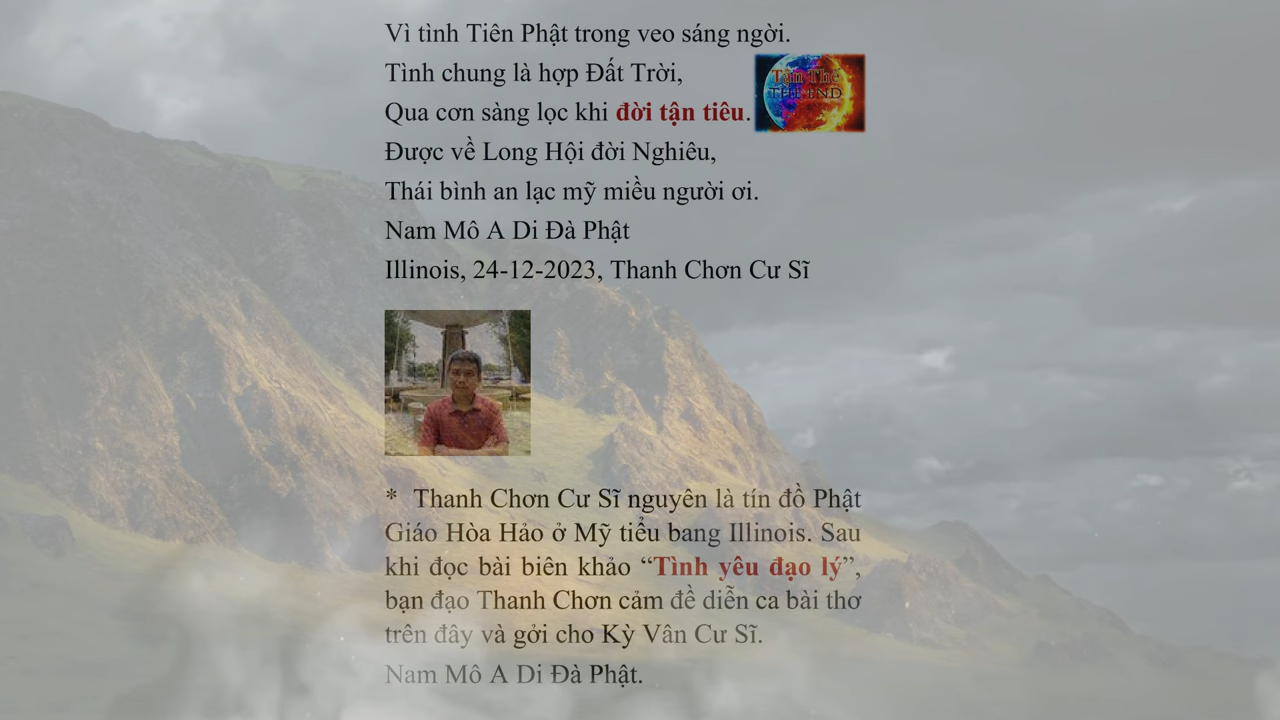 Vì tình Tiên Phật trong veo sáng ngời.
Tình chung là hợp Đất Trời,
Qua cơn sàng lọc khi đời tận tiêu.
Tận Thế
THE END
Được về Long Hội đời Nghiêu,
Thái bình an lạc mỹ miều người ơi.
Nam Mô A Di Đà Phật
Illinois, 24-12-2023, Thanh Chơn Cư Sĩ
* Thanh Chơn Cư Sĩ nguyên là tín đồ Phật
Giáo Hòa Hảo ở Mỹ tiểu bang Illinois. Sau
khi đọc bài biên khảo “Tình yêu đạo lý”,
bạn đạo Thanh Chơn cảm đề diễn ca bài thơ
trên đây và gởi cho Kỳ Vân Cư Sĩ.
Nam Mô A Di Đà Phật.